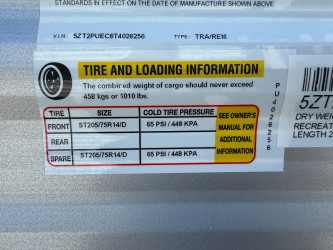 STANDARDS IN EFFECT ON THE DATE OF MANUFACTURE SHOWN ABOVE.
V.I.N.: 5ZT2PUEC6T4026256 TYPE: TRA/REM
TIRE AND LOADING INFORMATION
The combined weight of cargo should never exceed
458 kgs or 1010 lbs.
TIRE SIZE COLD TIRE PRESSURE
FRONT ST205/75R14/D 65 PSI / 448 KPA
REAR
SPARE ST205/75R14/D 65 PSI / 448 KPA
SEE OWNER'S
MANUAL FOR
ADDITIONAL
INFORMATION
PU4026256
5ZT
DRY WEI
RECREAT
LENGTH 2